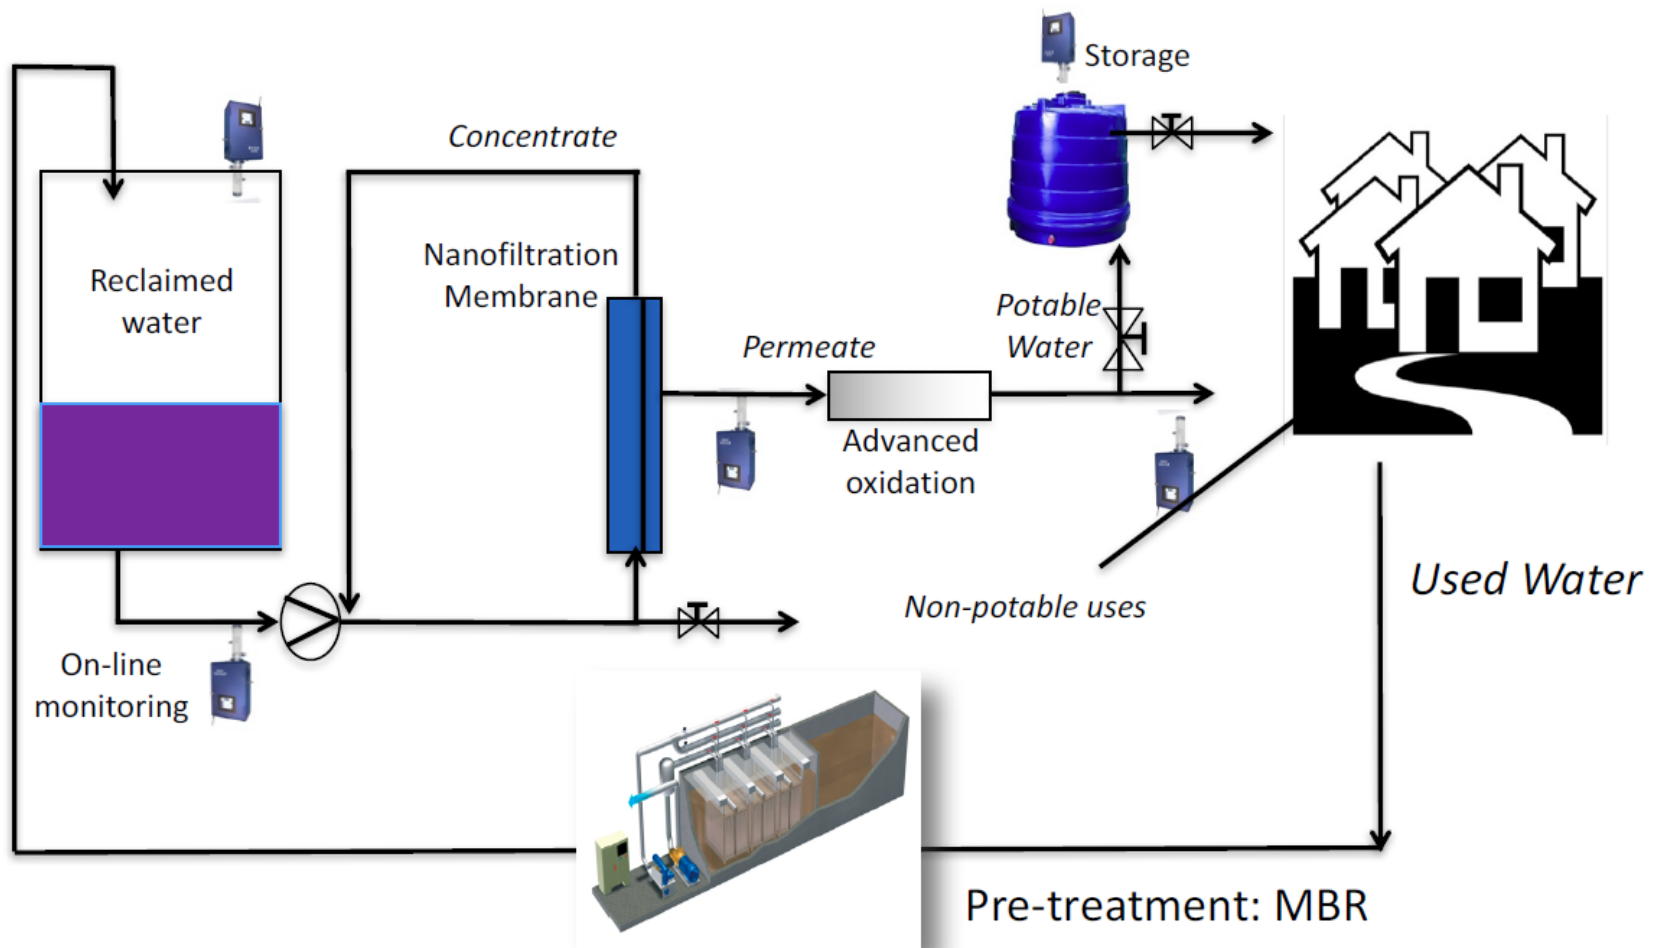 Storage
Concentrate
Nanofiltration
Membrane
Reclaimed
water
Potable
Water
Permeate
Advanced
oxidation
Used Water
Non-potable uses
On-line
monitoring
Pre-treatment: MBR